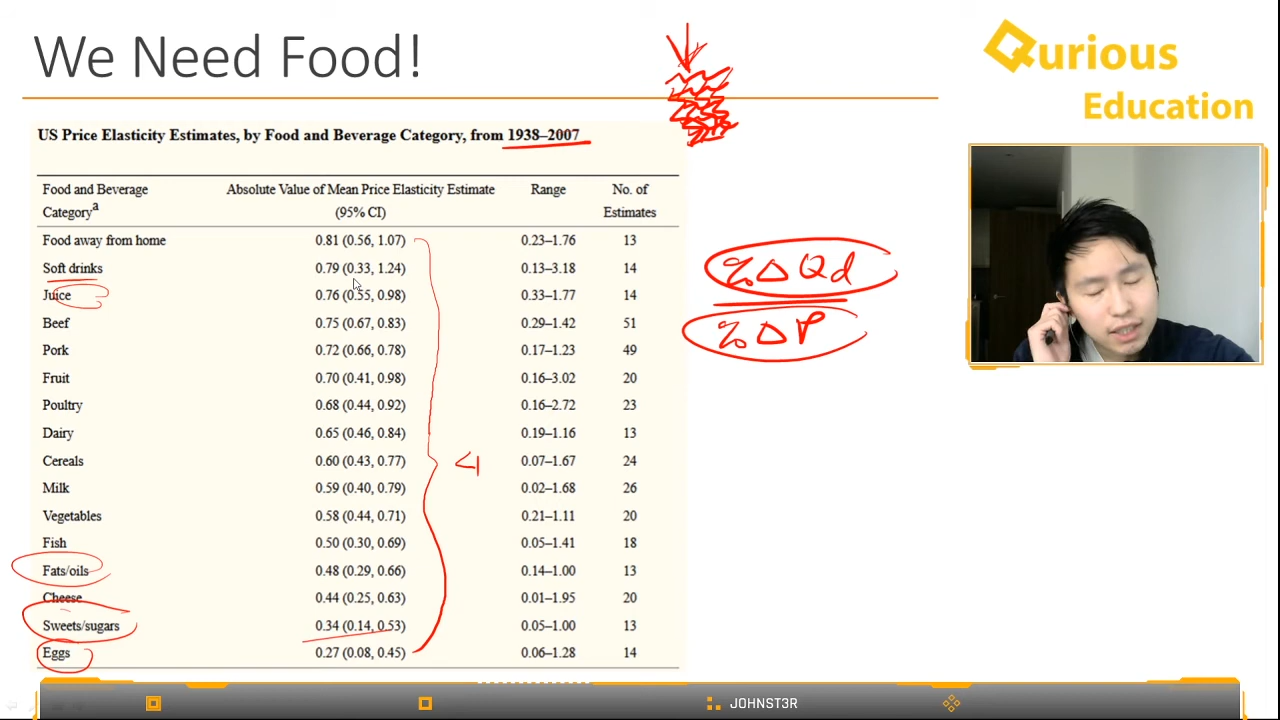 We Need Food!
Qurious
Education
US Price Elasticity Estimates, by Food and Beverage Category, from 1938–2007
Food and Beverage Categoryᵃ Absolute Value of Mean Price Elasticity Estimate (95% CI) Range No. of Estimates
Food away from home 0.81 (0.56, 1.07) 0.23–1.76 13
Soft drinks 0.79 (0.33, 1.24) 0.13–3.18 14
Juice 0.76 (0.55, 0.98) 0.33–1.77 14
Beef 0.75 (0.67, 0.83) 0.29–1.42 51
Pork 0.72 (0.66, 0.78) 0.17–1.23 49
Fruit 0.70 (0.41, 0.98) 0.16–3.02 20
Poultry 0.68 (0.44, 0.92) 0.16–2.72 23
Dairy 0.65 (0.46, 0.84) 0.19–1.16 13
Cereals 0.60 (0.43, 0.77) 0.07–1.67 24
Milk 0.59 (0.40, 0.79) 0.02–1.68 26
Vegetables 0.58 (0.44, 0.71) 0.21–1.11 20
Fish 0.50 (0.30, 0.69) 0.05–1.41 18
Fats/oils 0.48 (0.29, 0.66) 0.14–1.00 13
Cheese 0.44 (0.25, 0.63) 0.01–1.95 20
Sweets/sugars 0.34 (0.14, 0.53) 0.05–1.00 13
Eggs 0.27 (0.08, 0.45) 0.06–1.28 14
<1
%ΔQd
%ΔP
JOHNST3R